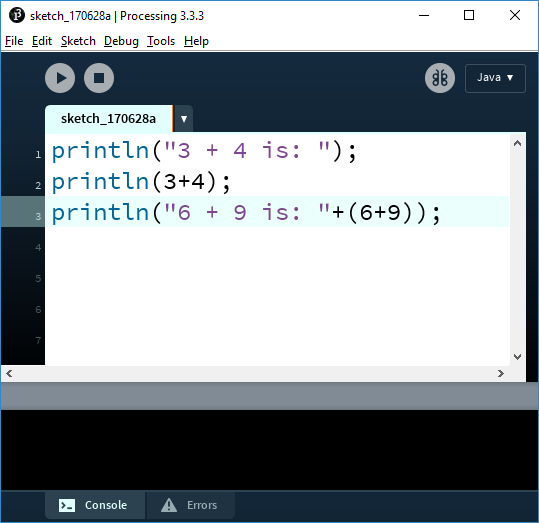 sketch_170628a | Processing 3.3.3
File Edit Sketch Debug Tools Help
Java ▼
sketch_170628a ▼
1 println("3 + 4 is: ");
2 println(3+4);
3 println("6 + 9 is: "+(6+9));
4
5
6
7
Console Errors